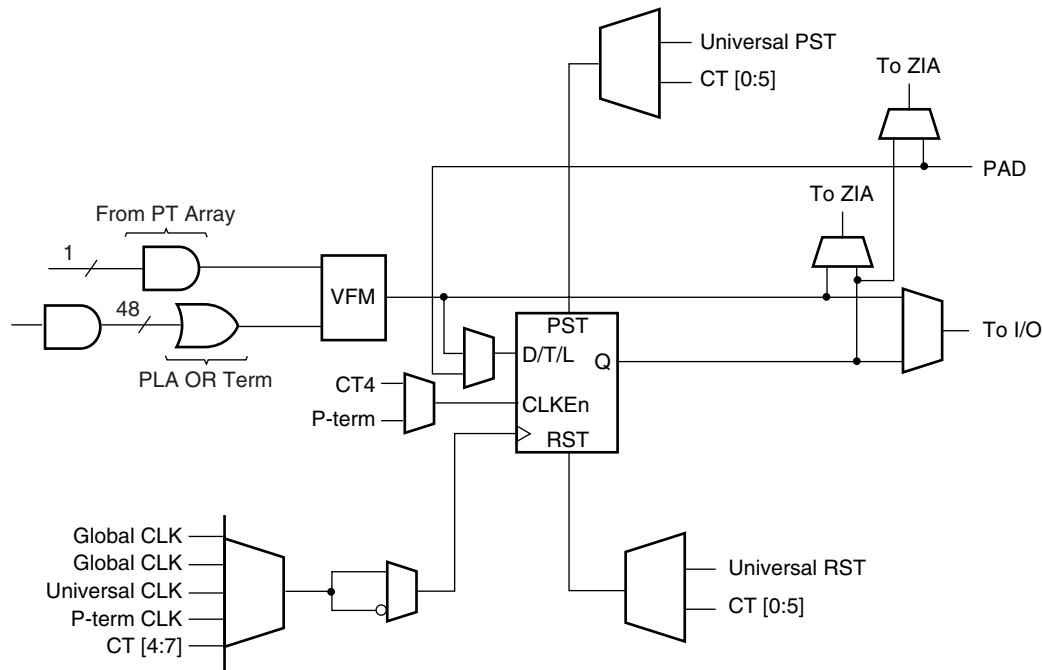 Universal PST
CT [0:5]
To ZIA
PAD
To ZIA
From PT Array
1
48
VFM
PLA OR Term
PST
D/T/L
Q
CLKEn
RST
To I/O
CT4
P-term
Global CLK
Global CLK
Universal CLK
P-term CLK
CT [4:7]
Universal RST
CT [0:5]